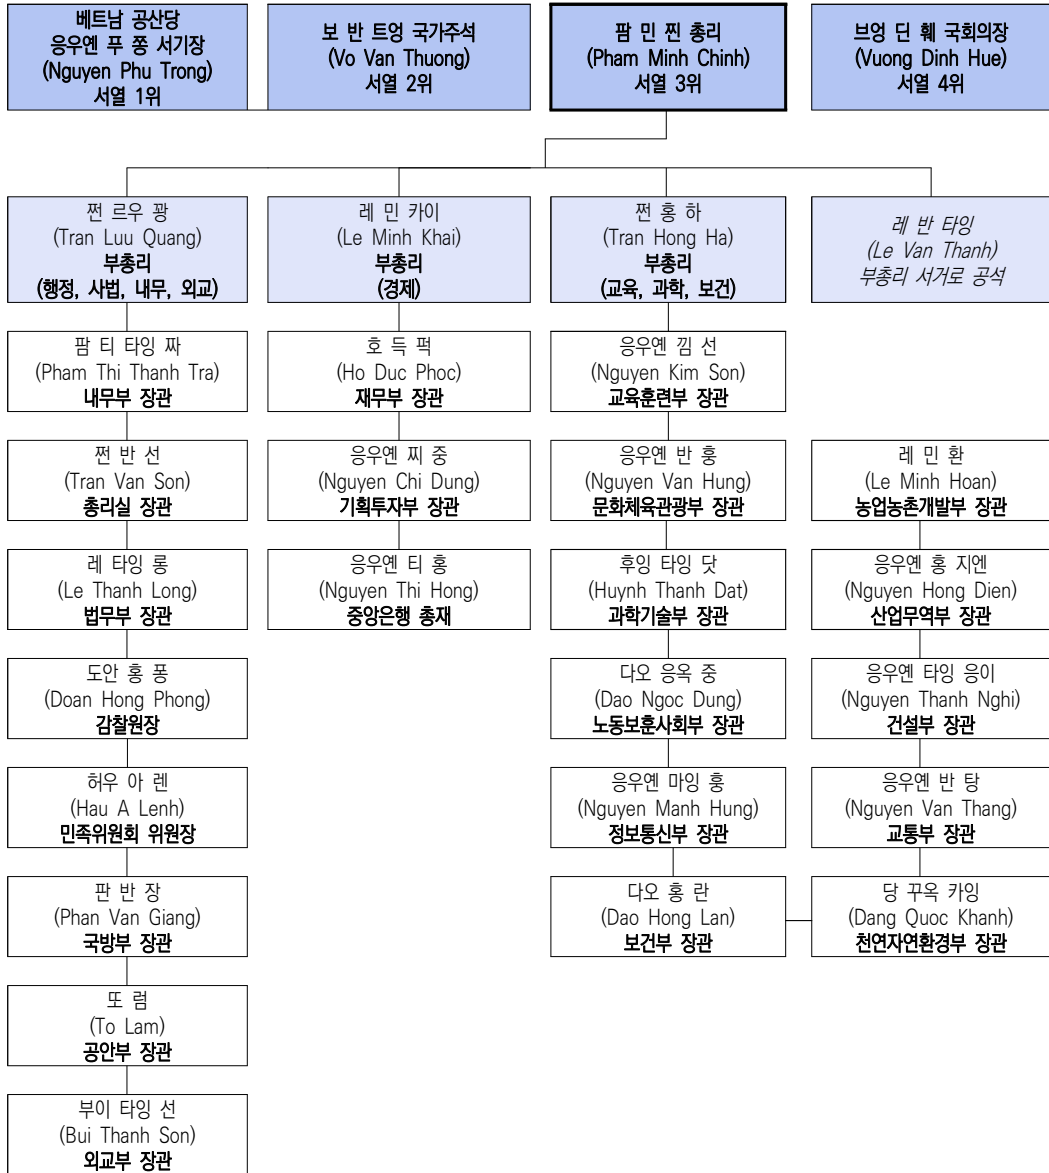 베트남 공산당
응우옌 푸 쫑 서기장
(Nguyen Phu Trong)
서열 1위
보 반 트엉 국가주석
(Vo Van Thuong)
서열 2위
팜 민 찐 총리
(Pham Minh Chinh)
서열 3위
브엉 딘 훼 국회의장
(Vuong Dinh Hue)
서열 4위
쩐 르우 꽝
(Tran Luu Quang)
부총리
(행정, 사법, 내무, 외교)
레 민 카이
(Le Minh Khai)
부총리
(경제)
쩐 홍 하
(Tran Hong Ha)
부총리
(교육, 과학, 보건)
레 반 타잉
(Le Van Thanh)
부총리 서거로 공석
팜 티 타잉 짜
(Pham Thi Thanh Tra)
내무부 장관
호 득 퍽
(Ho Duc Phoc)
재무부 장관
응우옌 낌 선
(Nguyen Kim Son)
교육훈련부 장관
쩐 반 선
(Tran Van Son)
총리실 장관
응우옌 찌 중
(Nguyen Chi Dung)
기획투자부 장관
응우옌 반 훙
(Nguyen Van Hung)
문화체육관광부 장관
레 민 환
(Le Minh Hoan)
농업농촌개발부 장관
레 타잉 롱
(Le Thanh Long)
법무부 장관
응우옌 티 홍
(Nguyen Thi Hong)
중앙은행 총재
후잉 타잉 닷
(Huynh Thanh Dat)
과학기술부 장관
응우옌 홍 지엔
(Nguyen Hong Dien)
산업무역부 장관
도안 홍 퐁
(Doan Hong Phong)
감찰원장
다오 응옥 중
(Dao Ngoc Dung)
노동보훈사회부 장관
응우옌 타잉 응이
(Nguyen Thanh Nghi)
건설부 장관
허우 아 렌
(Hau A Lenh)
민족위원회 위원장
응우옌 마잉 훙
(Nguyen Manh Hung)
정보통신부 장관
응우옌 반 탕
(Nguyen Van Thang)
교통부 장관
판 반 장
(Phan Van Giang)
국방부 장관
다오 홍 란
(Dao Hong Lan)
보건부 장관
당 꾸옥 카잉
(Dang Quoc Khanh)
천연자연환경부 장관
또 럼
(To Lam)
공안부 장관
부이 타잉 선
(Bui Thanh Son)
외교부 장관